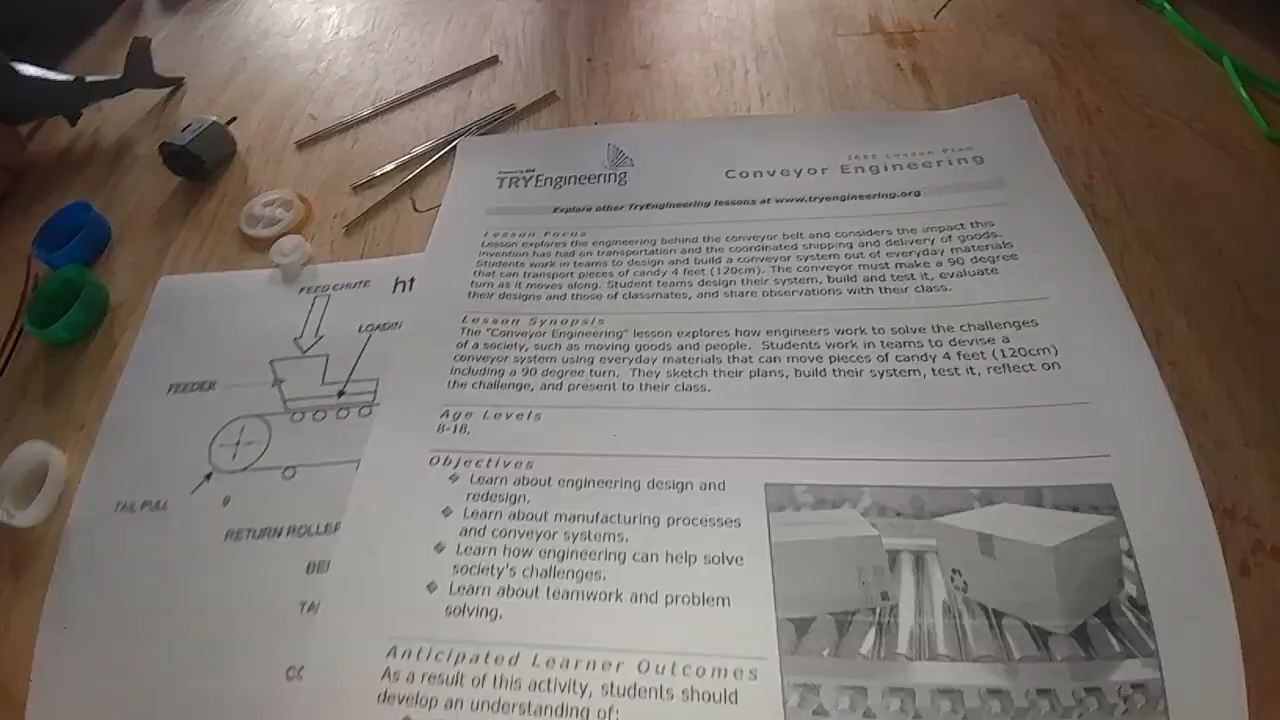 TRYEngineering
IEEE Lesson Plan
Conveyor Engineering
Explore other TryEngineering lessons at www.tryengineering.org
Lesson Focus
Lesson explores the engineering behind the conveyor belt and considers the impact this
invention has had on transportation and the coordinated shipping and delivery of goods.
Students work in teams to design and build a conveyor system out of everyday materials
that can transport pieces of candy 4 feet (120cm). The conveyor must make a 90 degree
turn as it moves along. Student teams design their system, build and test it, evaluate
their designs and those of classmates, and share observations with their class.
Lesson Synopsis
The "Conveyor Engineering" lesson explores how engineers work to solve the challenges
of a society, such as moving goods and people. Students work in teams to devise a
conveyor system using everyday materials that can move pieces of candy 4 feet (120cm)
including a 90 degree turn. They sketch their plans, build their system, test it, reflect on
the challenge, and present to their class.
Age Levels
8-18.
Objectives
Learn about engineering design and
redesign.
Learn about manufacturing processes
and conveyor systems.
Learn how engineering can help solve
society's challenges.
Learn about teamwork and problem
solving.
Anticipated Learner Outcomes
As a result of this activity, students should
develop an understanding of:
ht
FEED CHUTE
LOADIN
FEEDER
TAIL PULL
RETURN ROLLER
BEL
TAI
CO